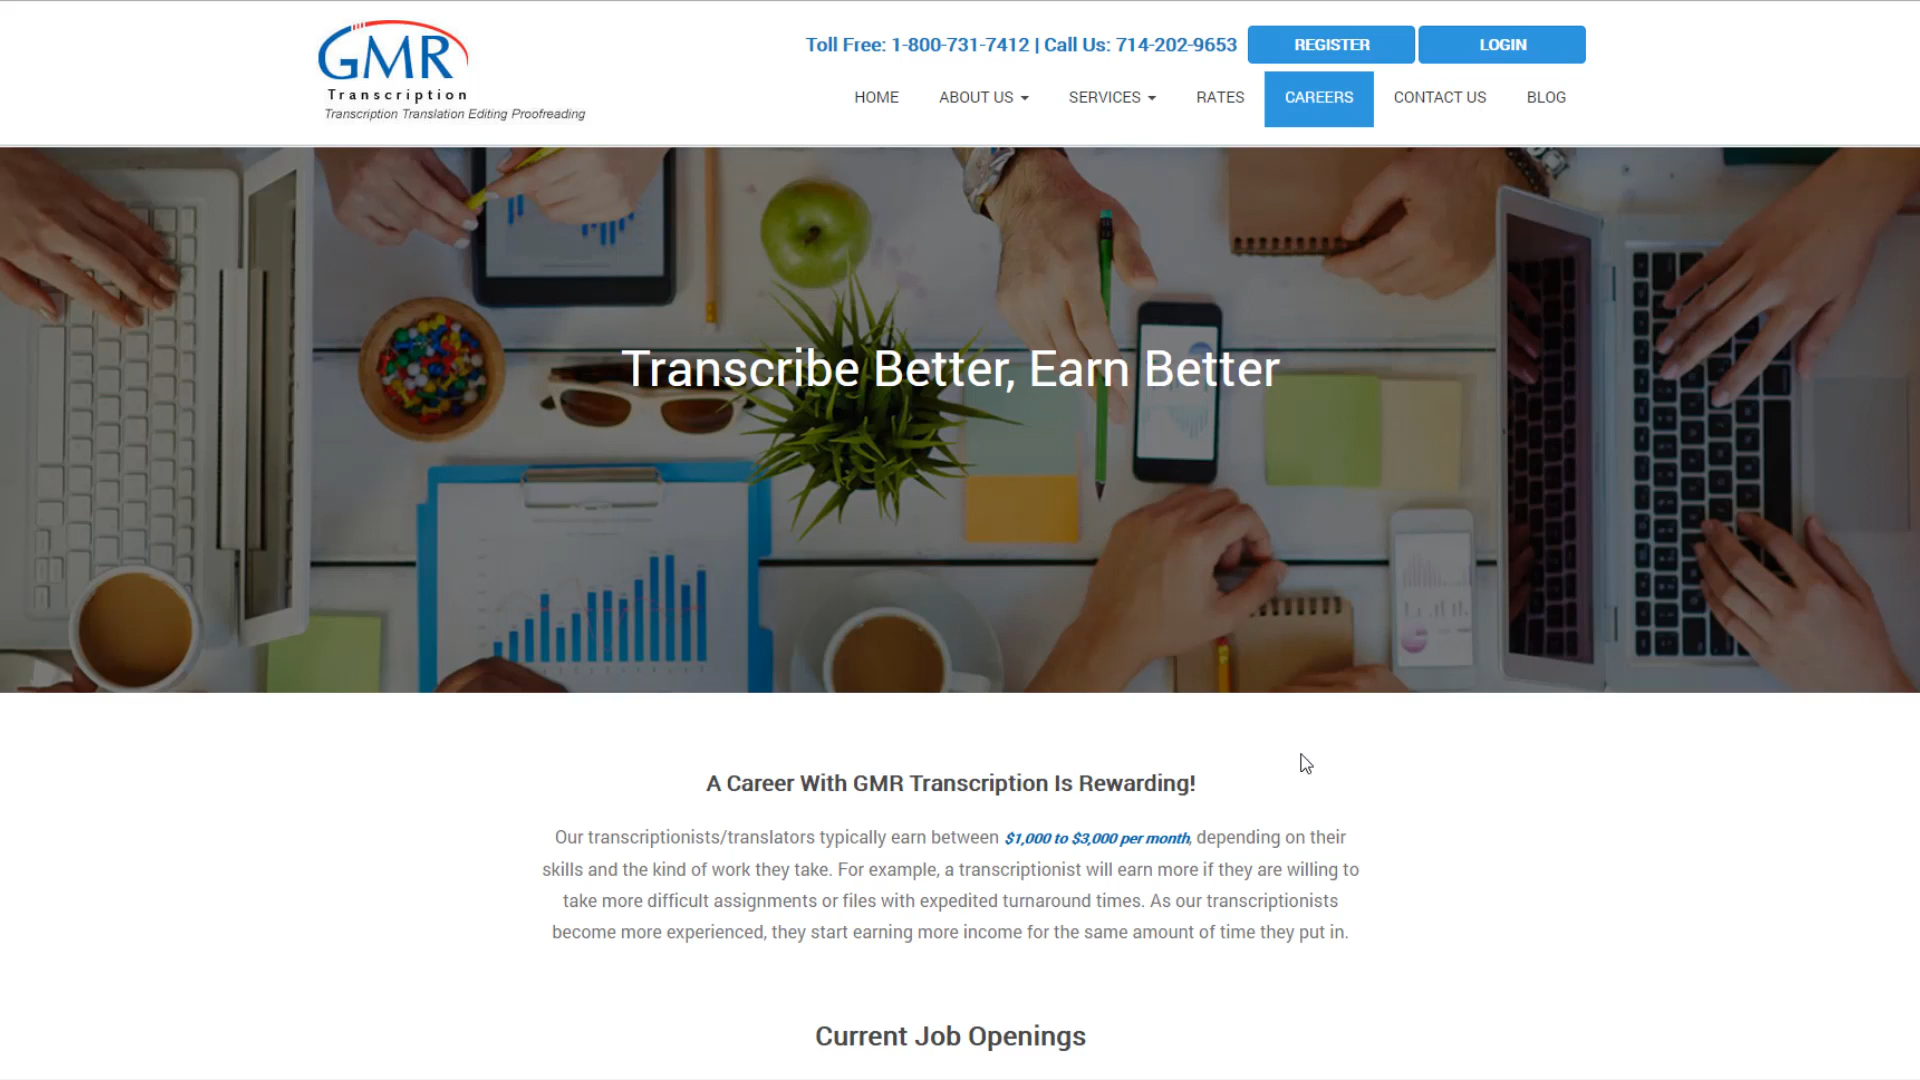 GMR
Transcription
Transcription Translation Editing Proofreading
Toll Free: 1-800-731-7412 | Call Us: 714-202-9653
REGISTER
LOGIN
HOME
ABOUT US
SERVICES
RATES
CAREERS
CONTACT US
BLOG
Transcribe Better, Earn Better
A Career With GMR Transcription Is Rewarding!
Our transcriptionists/translators typically earn between $1,000 to $3,000 per month, depending on their
skills and the kind of work they take. For example, a transcriptionist will earn more if they are willing to
take more difficult assignments or files with expedited turnaround times. As our transcriptionists
become more experienced, they start earning more income for the same amount of time they put in.
Current Job Openings